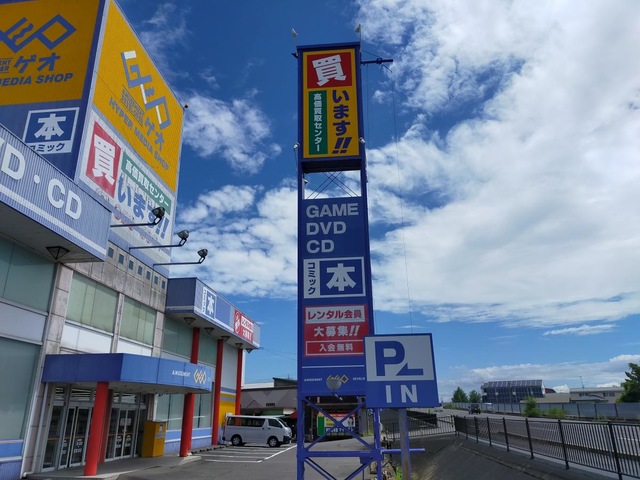 ゲオ
MEDIA SHOP
本
コミック
DVD・CD
ゲオ
HYPER MEDIA SHOP
高価買取センター
買います!!
本
買
います!!
高価買取センター
GAME
DVD
CD
コミック
本
レンタル会員
大募集!!
入会無料
P
IN